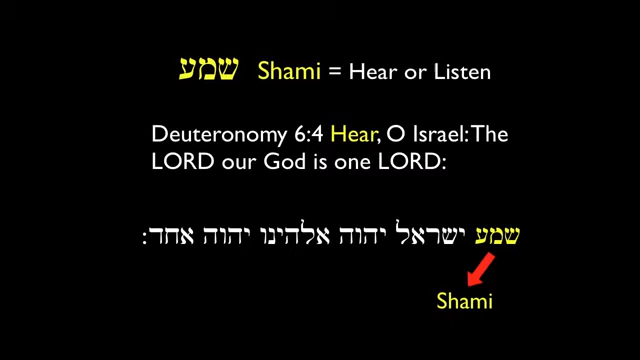 שמע Shami = Hear or Listen
Deuteronomy 6:4 Hear, O Israel: The
LORD our God is one LORD:
שמע ישראל יהוה אלהינו יהוה אחד:
Shami